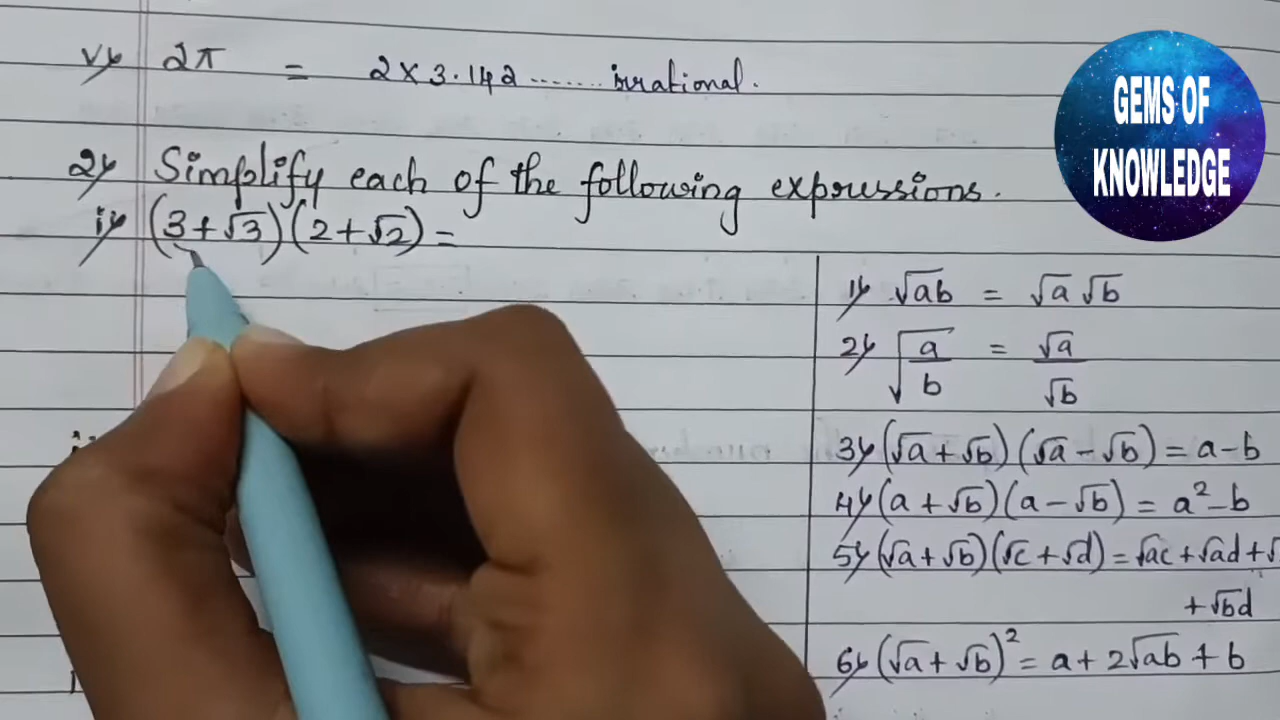 v) 2π = 2 × 3.142 ....... irrational.
2) Simplify each of the following expressions.
i) (3+√3)(2+√2) =
1) √ab = √a √b
2) √(a/b) = √a/√b
3) (√a + √b)(√a − √b) = a − b
4) (a + √b)(a − √b) = a² − b
5) (√a + √b)(√c + √d) = √ac + √ad + √
+ √bd
6) (√a + √b)² = a + 2√ab + b
GEMS OF
KNOWLEDGE